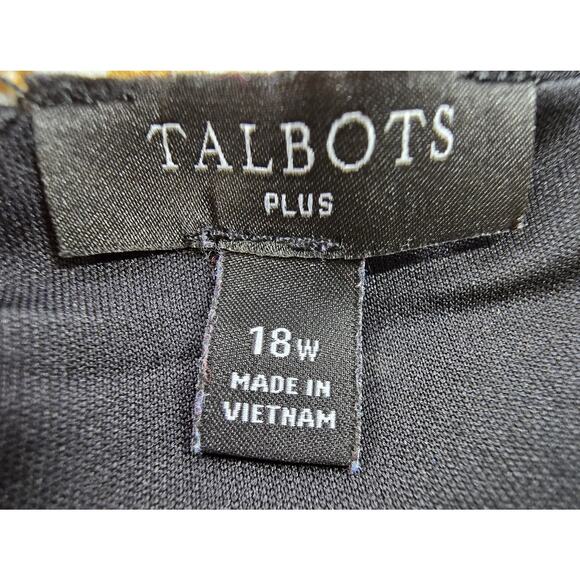 TALBOTS
PLUS
18W
MADE IN
VIETNAM